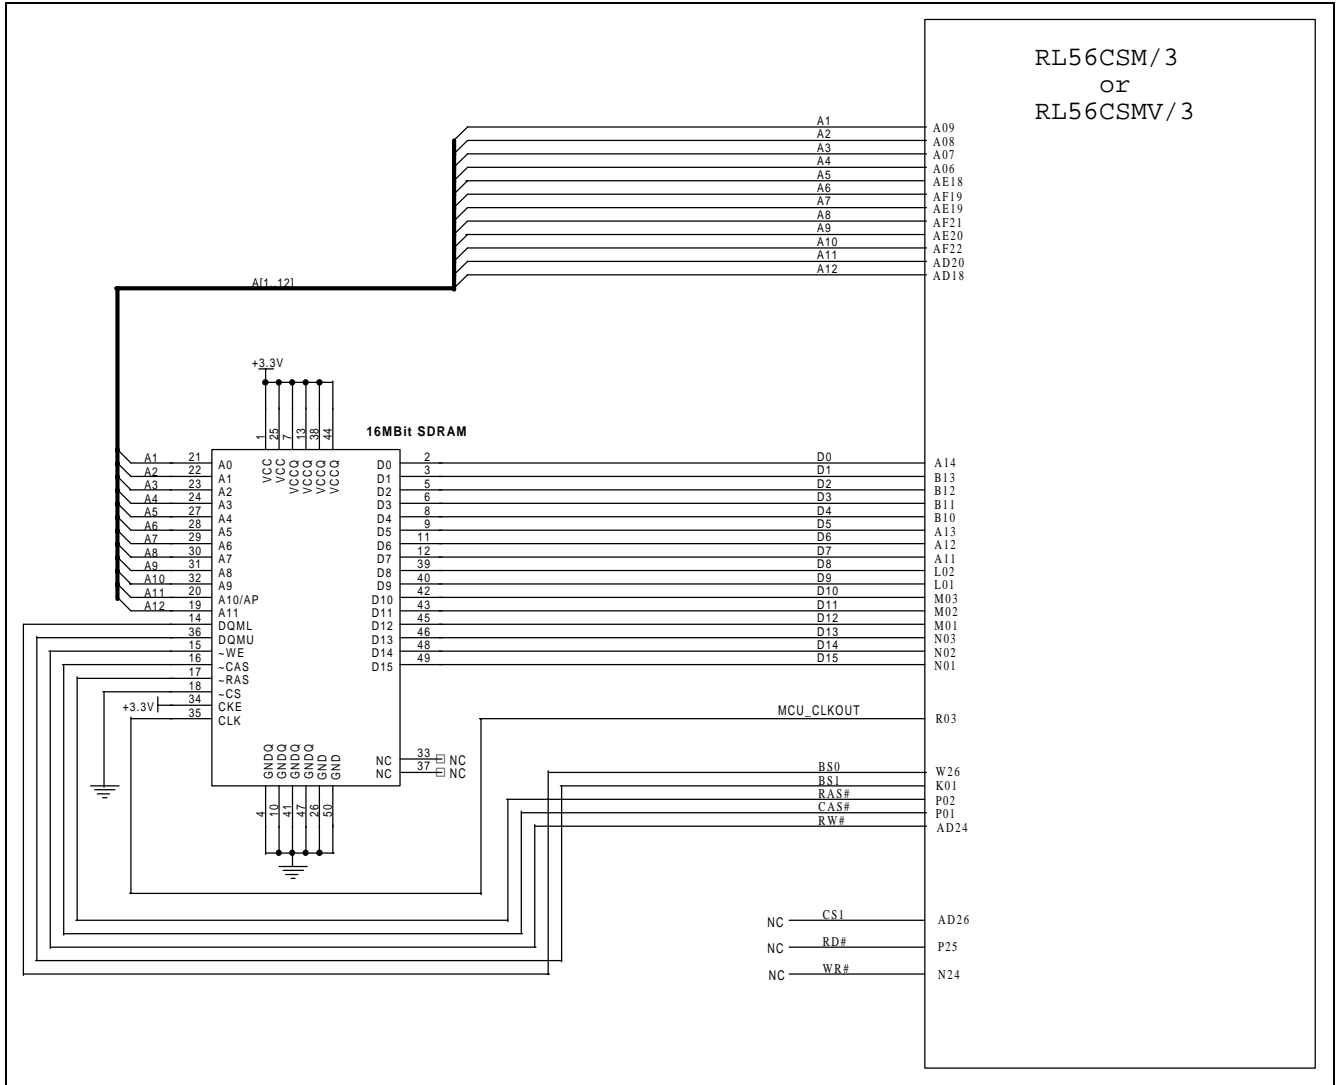 RL56CSM/3
or
RL56CSMV/3
A1 A09
A2 A08
A3 A07
A4 A06
A5 AE18
A6 AF19
A7 AE19
A8 AF21
A9 AE20
A10 AF22
A11 AD20
A12 AD18
A[1..12]
+3.3V
1 25 7 13 38 44
16MBit SDRAM
VCC VCC VCCQ VCCQ VCCQ VCCQ
A1 21 A0 D0 2 D0 A14
A2 22 A1 D1 3 D1 B13
A3 23 A2 D2 5 D2 B12
A4 24 A3 D3 6 D3 B11
A5 27 A4 D4 8 D4 B10
A6 28 A5 D5 9 D5 A13
A7 29 A6 D6 11 D6 A12
A8 30 A7 D7 12 D7 A11
A9 31 A8 D8 39 D8 L02
A10 32 A9 D9 40 D9 L01
A11 20 A10/AP D10 42 D10 M03
A12 19 A11 D11 43 D11 M02
14 DQML D12 45 D12 M01
36 DQMU D13 46 D13 N03
15 ~WE D14 48 D14 N02
16 ~CAS D15 49 D15 N01
17 ~RAS
18 ~CS
+3.3V 34 CKE
35 CLK
MCU_CLKOUT R03
GNDQ GNDQ GNDQ GNDQ GND GND
NC 33 NC
NC 37 NC
4 10 41 47 26 50
BS0 W26
BS1 K01
RAS# P02
CAS# P01
RW# AD24
NC CS1 AD26
NC RD# P25
NC WR# N24